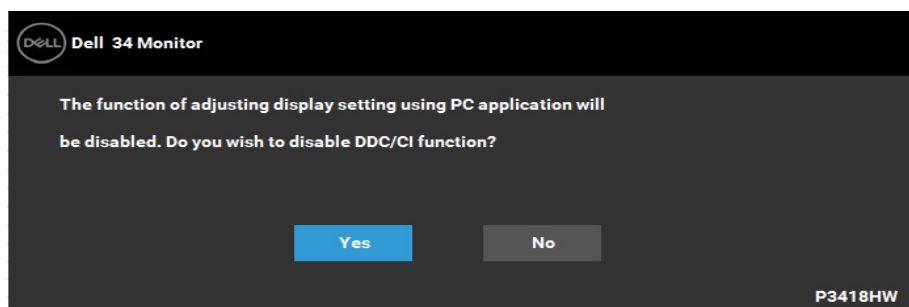 DELL Dell 34 Monitor
The function of adjusting display setting using PC application will
be disabled. Do you wish to disable DDC/CI function?
Yes No
P3418HW